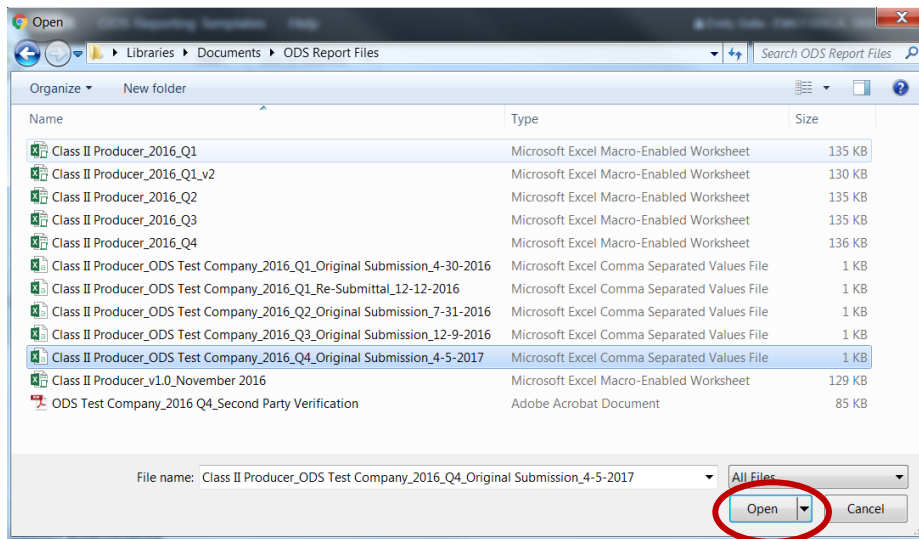 Open
ODS Reporting Templates Help
Libraries Documents ODS Report Files Search ODS Report Files
Organize New folder
Name Type Size
Class II Producer_2016_Q1 Microsoft Excel Macro-Enabled Worksheet 135 KB
Class II Producer_2016_Q1_v2 Microsoft Excel Macro-Enabled Worksheet 130 KB
Class II Producer_2016_Q2 Microsoft Excel Macro-Enabled Worksheet 135 KB
Class II Producer_2016_Q3 Microsoft Excel Macro-Enabled Worksheet 135 KB
Class II Producer_2016_Q4 Microsoft Excel Macro-Enabled Worksheet 136 KB
Class II Producer_ODS Test Company_2016_Q1_Original Submission_4-30-2016 Microsoft Excel Comma Separated Values File 1 KB
Class II Producer_ODS Test Company_2016_Q1_Re-Submittal_12-12-2016 Microsoft Excel Comma Separated Values File 1 KB
Class II Producer_ODS Test Company_2016_Q2_Original Submission_7-31-2016 Microsoft Excel Comma Separated Values File 1 KB
Class II Producer_ODS Test Company_2016_Q3_Original Submission_12-9-2016 Microsoft Excel Comma Separated Values File 1 KB
Class II Producer_ODS Test Company_2016_Q4_Original Submission_4-5-2017 Microsoft Excel Comma Separated Values File 1 KB
Class II Producer_v1.0_November 2016 Microsoft Excel Macro-Enabled Worksheet 129 KB
ODS Test Company_2016 Q4_Second Party Verification Adobe Acrobat Document 85 KB
File name: Class II Producer_ODS Test Company_2016_Q4_Original Submission_4-5-2017 All Files
Open Cancel